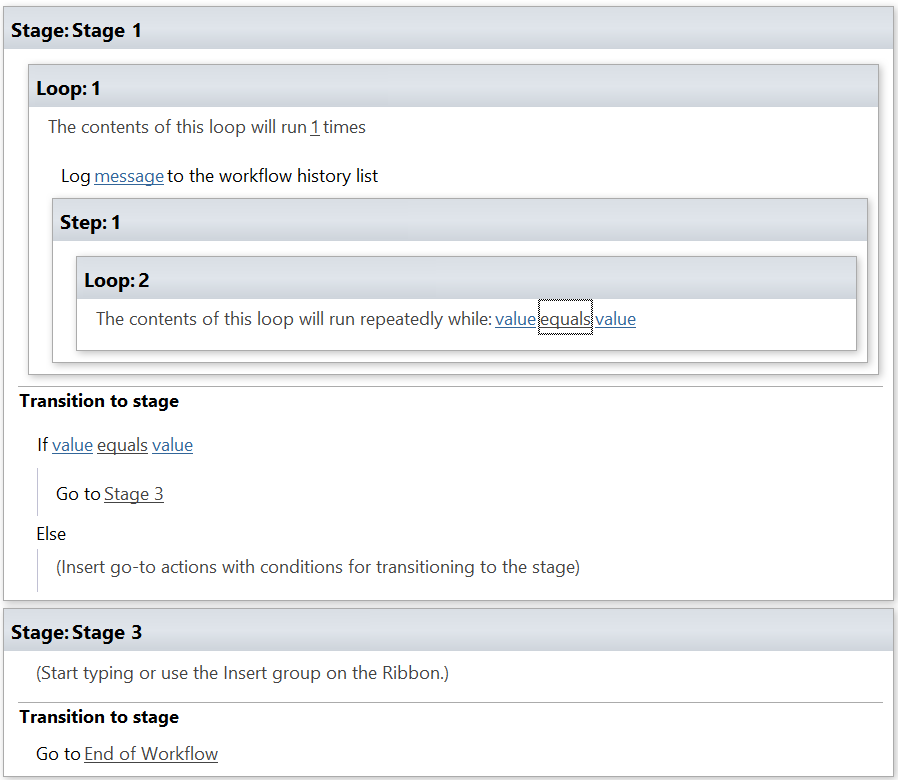 Stage: Stage 1
Loop: 1
The contents of this loop will run 1 times
Log message to the workflow history list
Step: 1
Loop: 2
The contents of this loop will run repeatedly while: value equals value
Transition to stage
If value equals value
Go to Stage 3
Else
(Insert go-to actions with conditions for transitioning to the stage)
Stage: Stage 3
(Start typing or use the Insert group on the Ribbon.)
Transition to stage
Go to End of Workflow